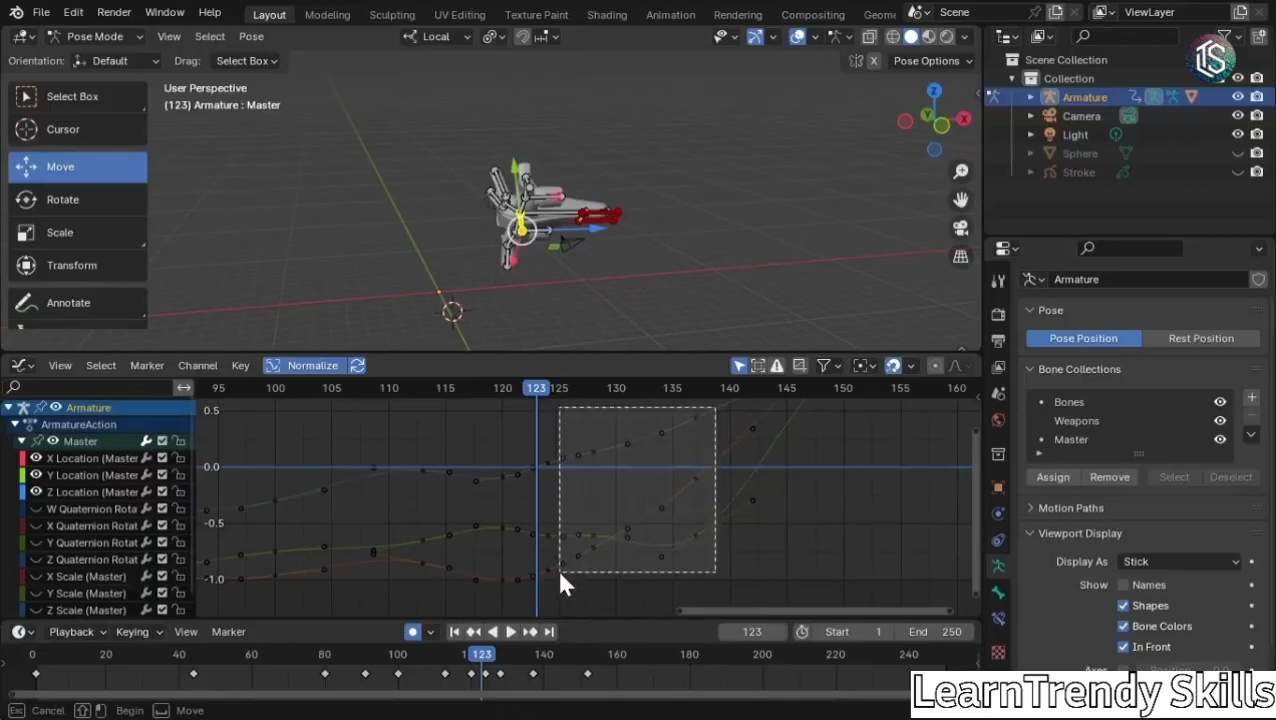 File Edit Render Window Help Layout Modeling Sculpting UV Editing Texture Paint Shading Animation Rendering Compositing Geome Scene ViewLayer
Pose Mode View Select Pose Local
Orientation: Default Drag: Select Box X Pose Options
Select Box
Cursor
Move
Rotate
Scale
Transform
Annotate
User Perspective
(123) Armature : Master
Z
Y
X
TS
Scene Collection
Collection
Armature
Camera
Light
Sphere
Stroke
Armature
Pose
Pose Position Rest Position
Bone Collections
Bones
Weapons
Master
Assign Remove Select Deselect
Motion Paths
Viewport Display
Display As Stick
Show Names
Shapes
Bone Colors
In Front
Axes Position 0.0
View Select Marker Channel Key Normalize
95 100 105 110 115 120 123 125 130 135 140 145 150 155 160
Armature
ArmatureAction
Master
X Location (Master
Y Location (Master
Z Location (Master
W Quaternion Rota
X Quaternion Rotat
Y Quaternion Rotat
Z Quaternion Rotat
X Scale (Master)
Y Scale (Master)
Z Scale (Master)
0.5
0.0
-0.5
-1.0
Playback Keying View Marker 123 Start 1 End 250
0 20 40 60 80 100 1 123 140 160 180 200 220 240
Cancel Begin Move
LearnTrendy Skills